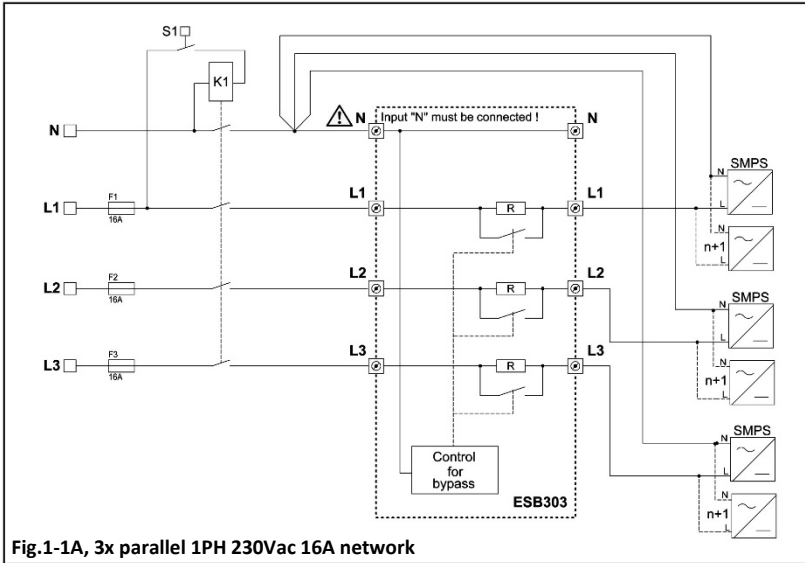 S1
K1
N
N
Input "N" must be connected !
N
SMPS
N
L
L1
F1
16A
L1
R
L1
N
n+1
L
L2
F2
16A
L2
R
L2
SMPS
N
L
N
n+1
L
L3
F3
16A
L3
R
L3
SMPS
N
L
N
n+1
L
Control
for
bypass
ESB303
Fig.1-1A, 3x parallel 1PH 230Vac 16A network